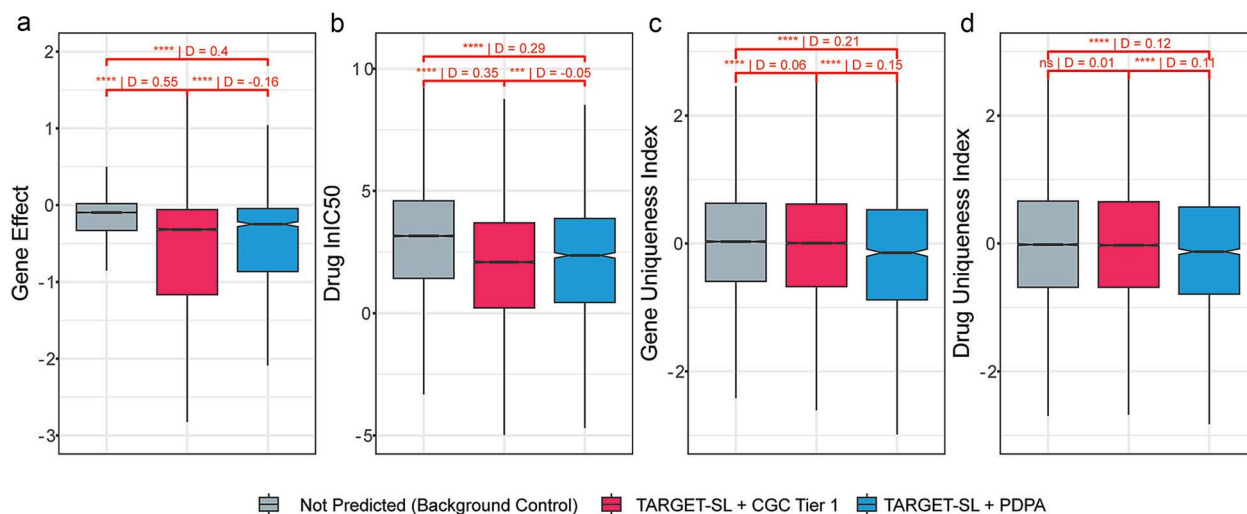 a
Gene Effect
2
1
0
-1
-2
-3
**** | D = 0.4
**** | D = 0.55
**** | D = -0.16
b
Drug lnIC50
10
5
0
-5
**** | D = 0.29
**** | D = 0.35
*** | D = -0.05
c
Gene Uniqueness Index
2
0
-2
**** | D = 0.21
**** | D = 0.06
**** | D = 0.15
d
Drug Uniqueness Index
2
0
-2
**** | D = 0.12
ns | D = 0.01
**** | D = 0.11
Not Predicted (Background Control)
TARGET-SL + CGC Tier 1
TARGET-SL + PDPA